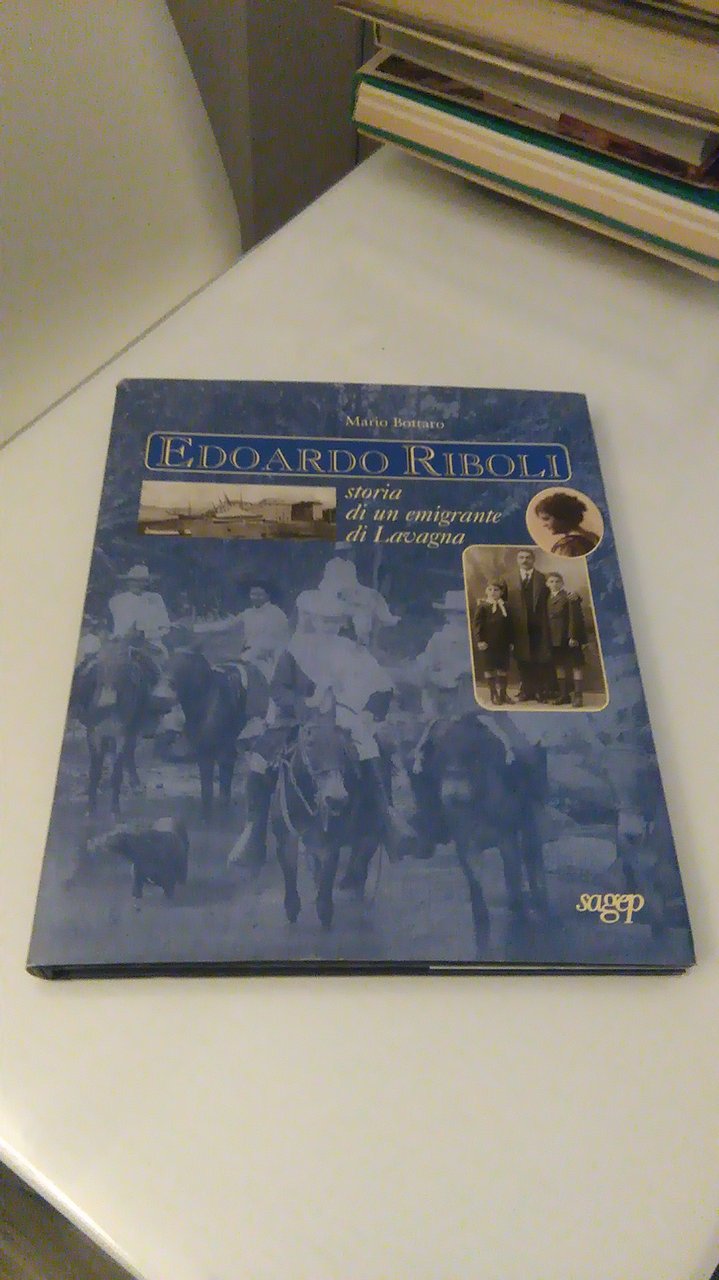 Mario Bottaro
EDOARDO RIBOLI
storia
di un emigrante
di Lavagna
sagep